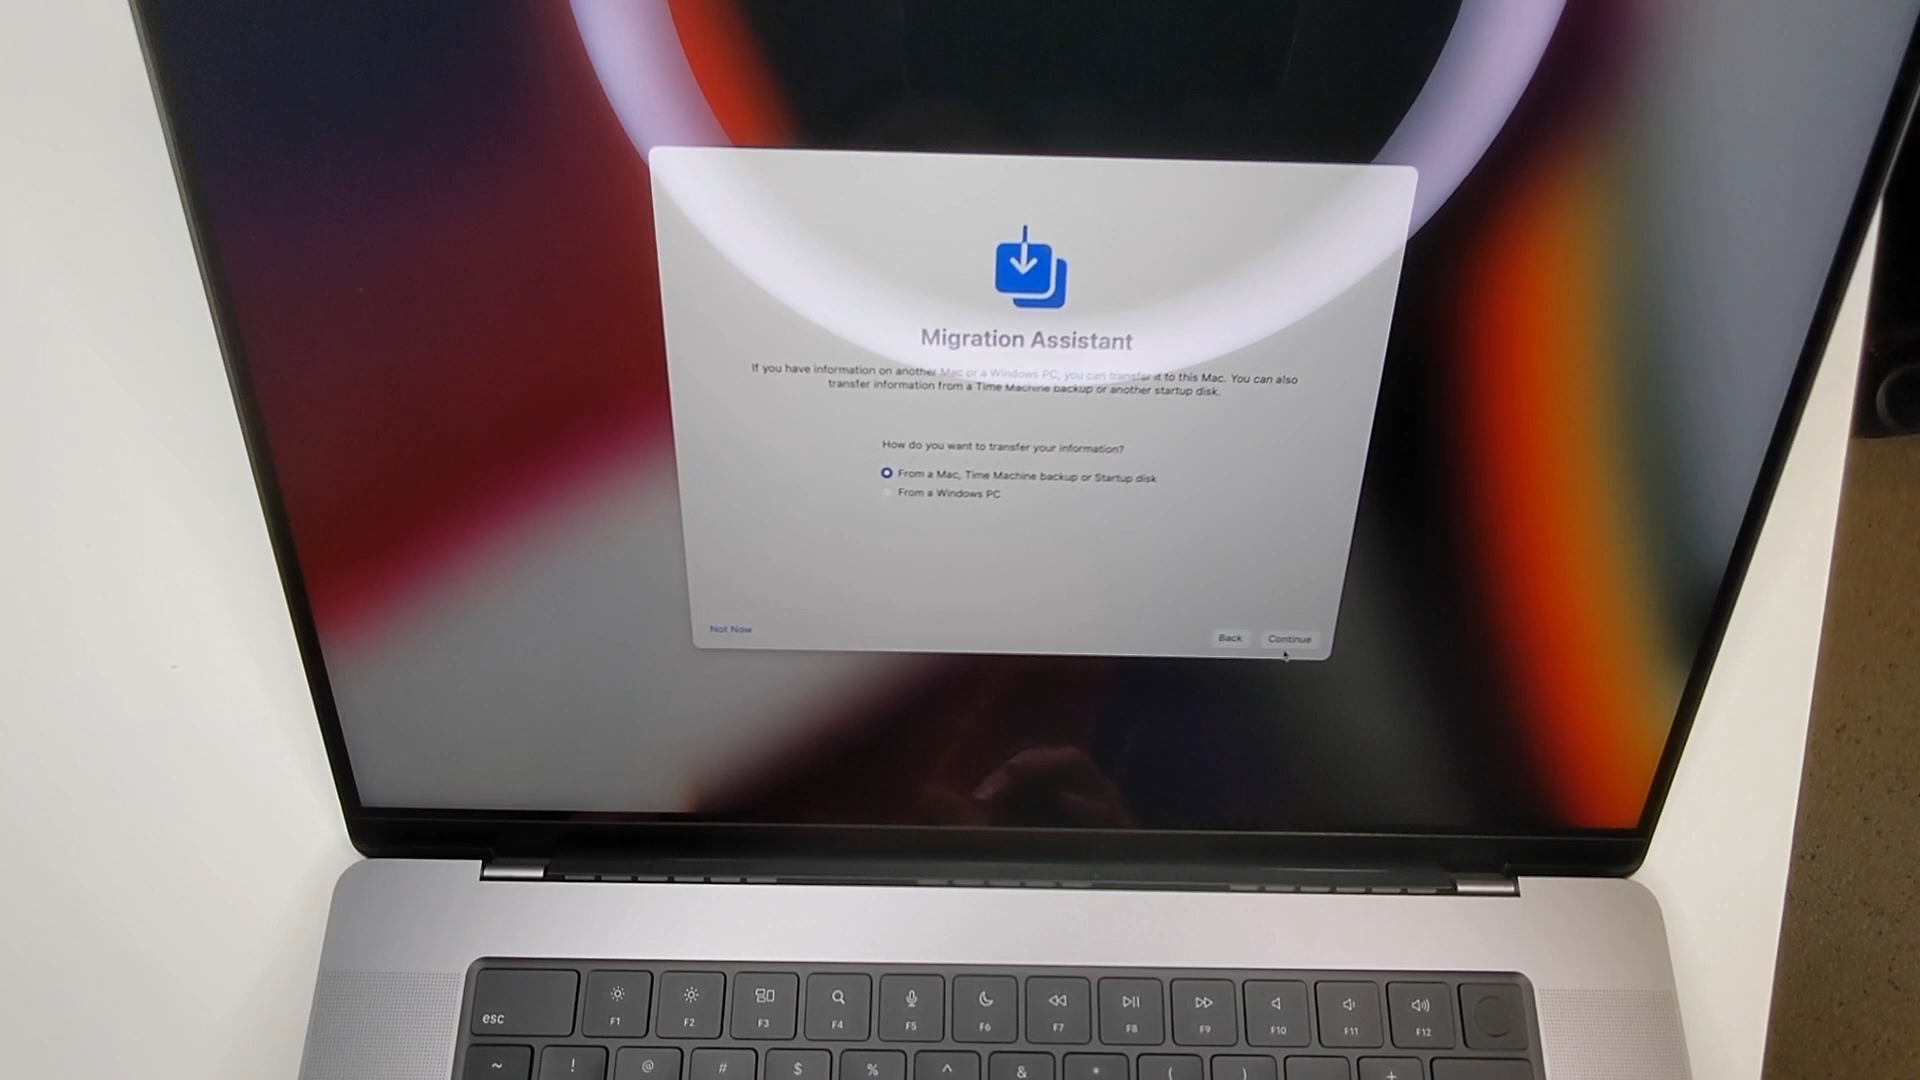 Migration Assistant
If you have information on another Mac or a Windows PC, you can transfer it to this Mac. You can also
transfer information from a Time Machine backup or another startup disk.
How do you want to transfer your information?
From a Mac, Time Machine backup or Startup disk
From a Windows PC
Not Now
Back Continue
esc F1 F2 F3 F4 F5 F6 F7 F8 F9 F10 F11 F12
~ ! @ # $ % ^ & * ( ) +